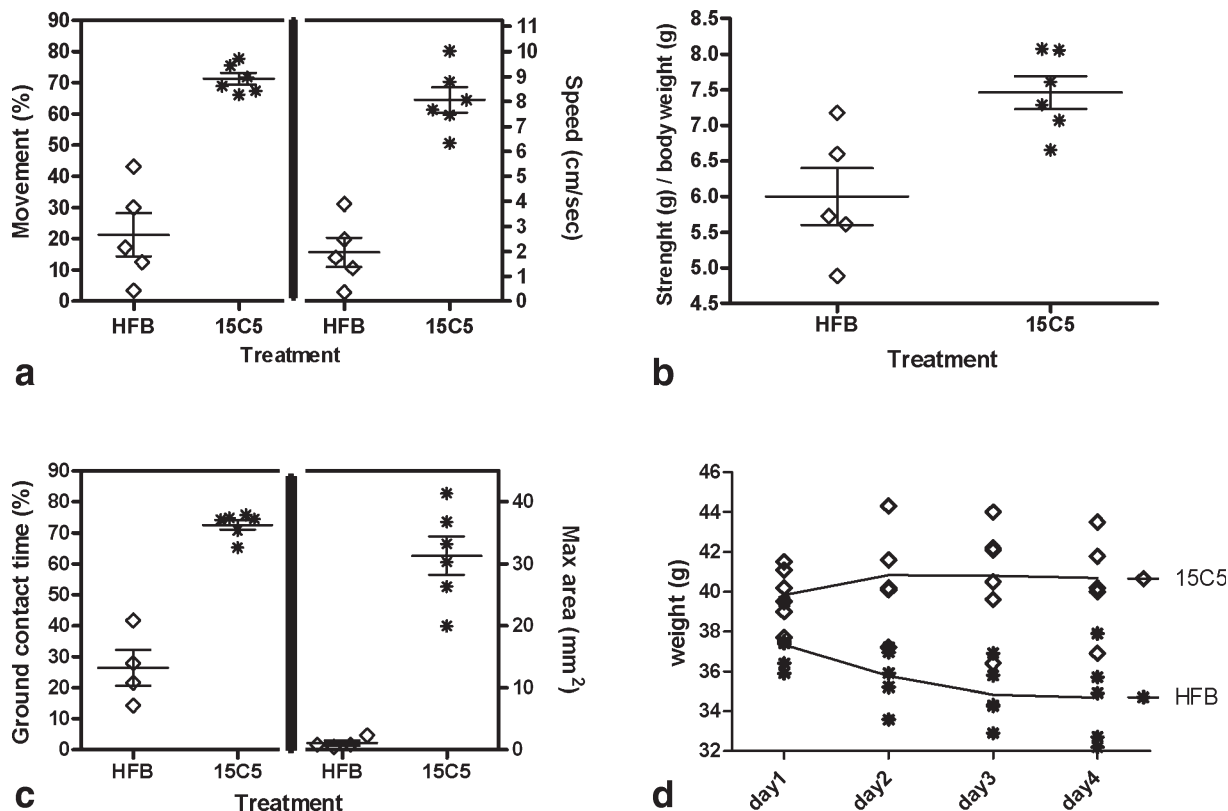 90
80
70
60
50
40
30
20
10
0
Movement (%)
11
10
9
8
7
6
5
4
3
2
1
0
Speed (cm/sec)
HFB 15C5 HFB 15C5
Treatment
a
8.5
8.0
7.5
7.0
6.5
6.0
5.5
5.0
4.5
Strenght (g) / body weight (g)
HFB 15C5
Treatment
b
90
80
70
60
50
40
30
20
10
0
Ground contact time (%)
40
30
20
10
0
Max area (mm²)
HFB 15C5 HFB 15C5
Treatment
c
46
44
42
40
38
36
34
32
weight (g)
15C5
HFB
day1 day2 day3 day4
d